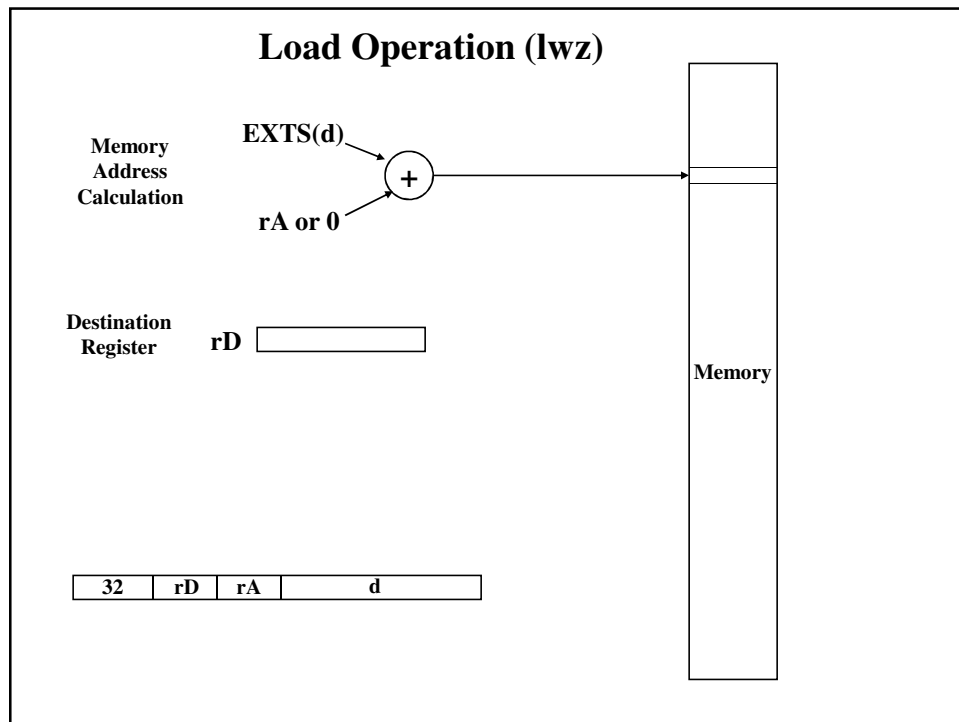 Load Operation (lwz)
EXTS(d)
Memory
Address
Calculation
+
rA or 0
Destination
Register
rD
Memory
32 rD rA d